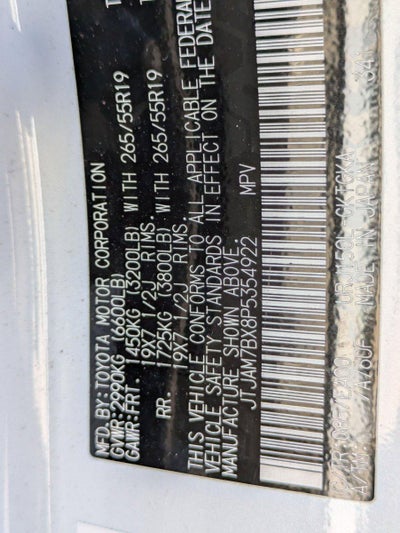 MFD. BY: TOYOTA MOTOR CORPORATION
GVWR: 2990KG (6600LB)
GAWR: FRT. 1450KG (3200LB) WITH 265/55R19
19X7 1/2J RIMS.
RR. 1725KG (3800LB) WITH 265/55R19
19X7 1/2J RIMS.
THIS VEHICLE CONFORMS TO ALL APPLICABLE FEDERAL
VEHICLE SAFETY STANDARDS IN EFFECT ON THE DATE
MANUFACTURE SHOWN ABOVE.
JTJAM7BX8P5354922 MPV
MADE IN JAPAN 341